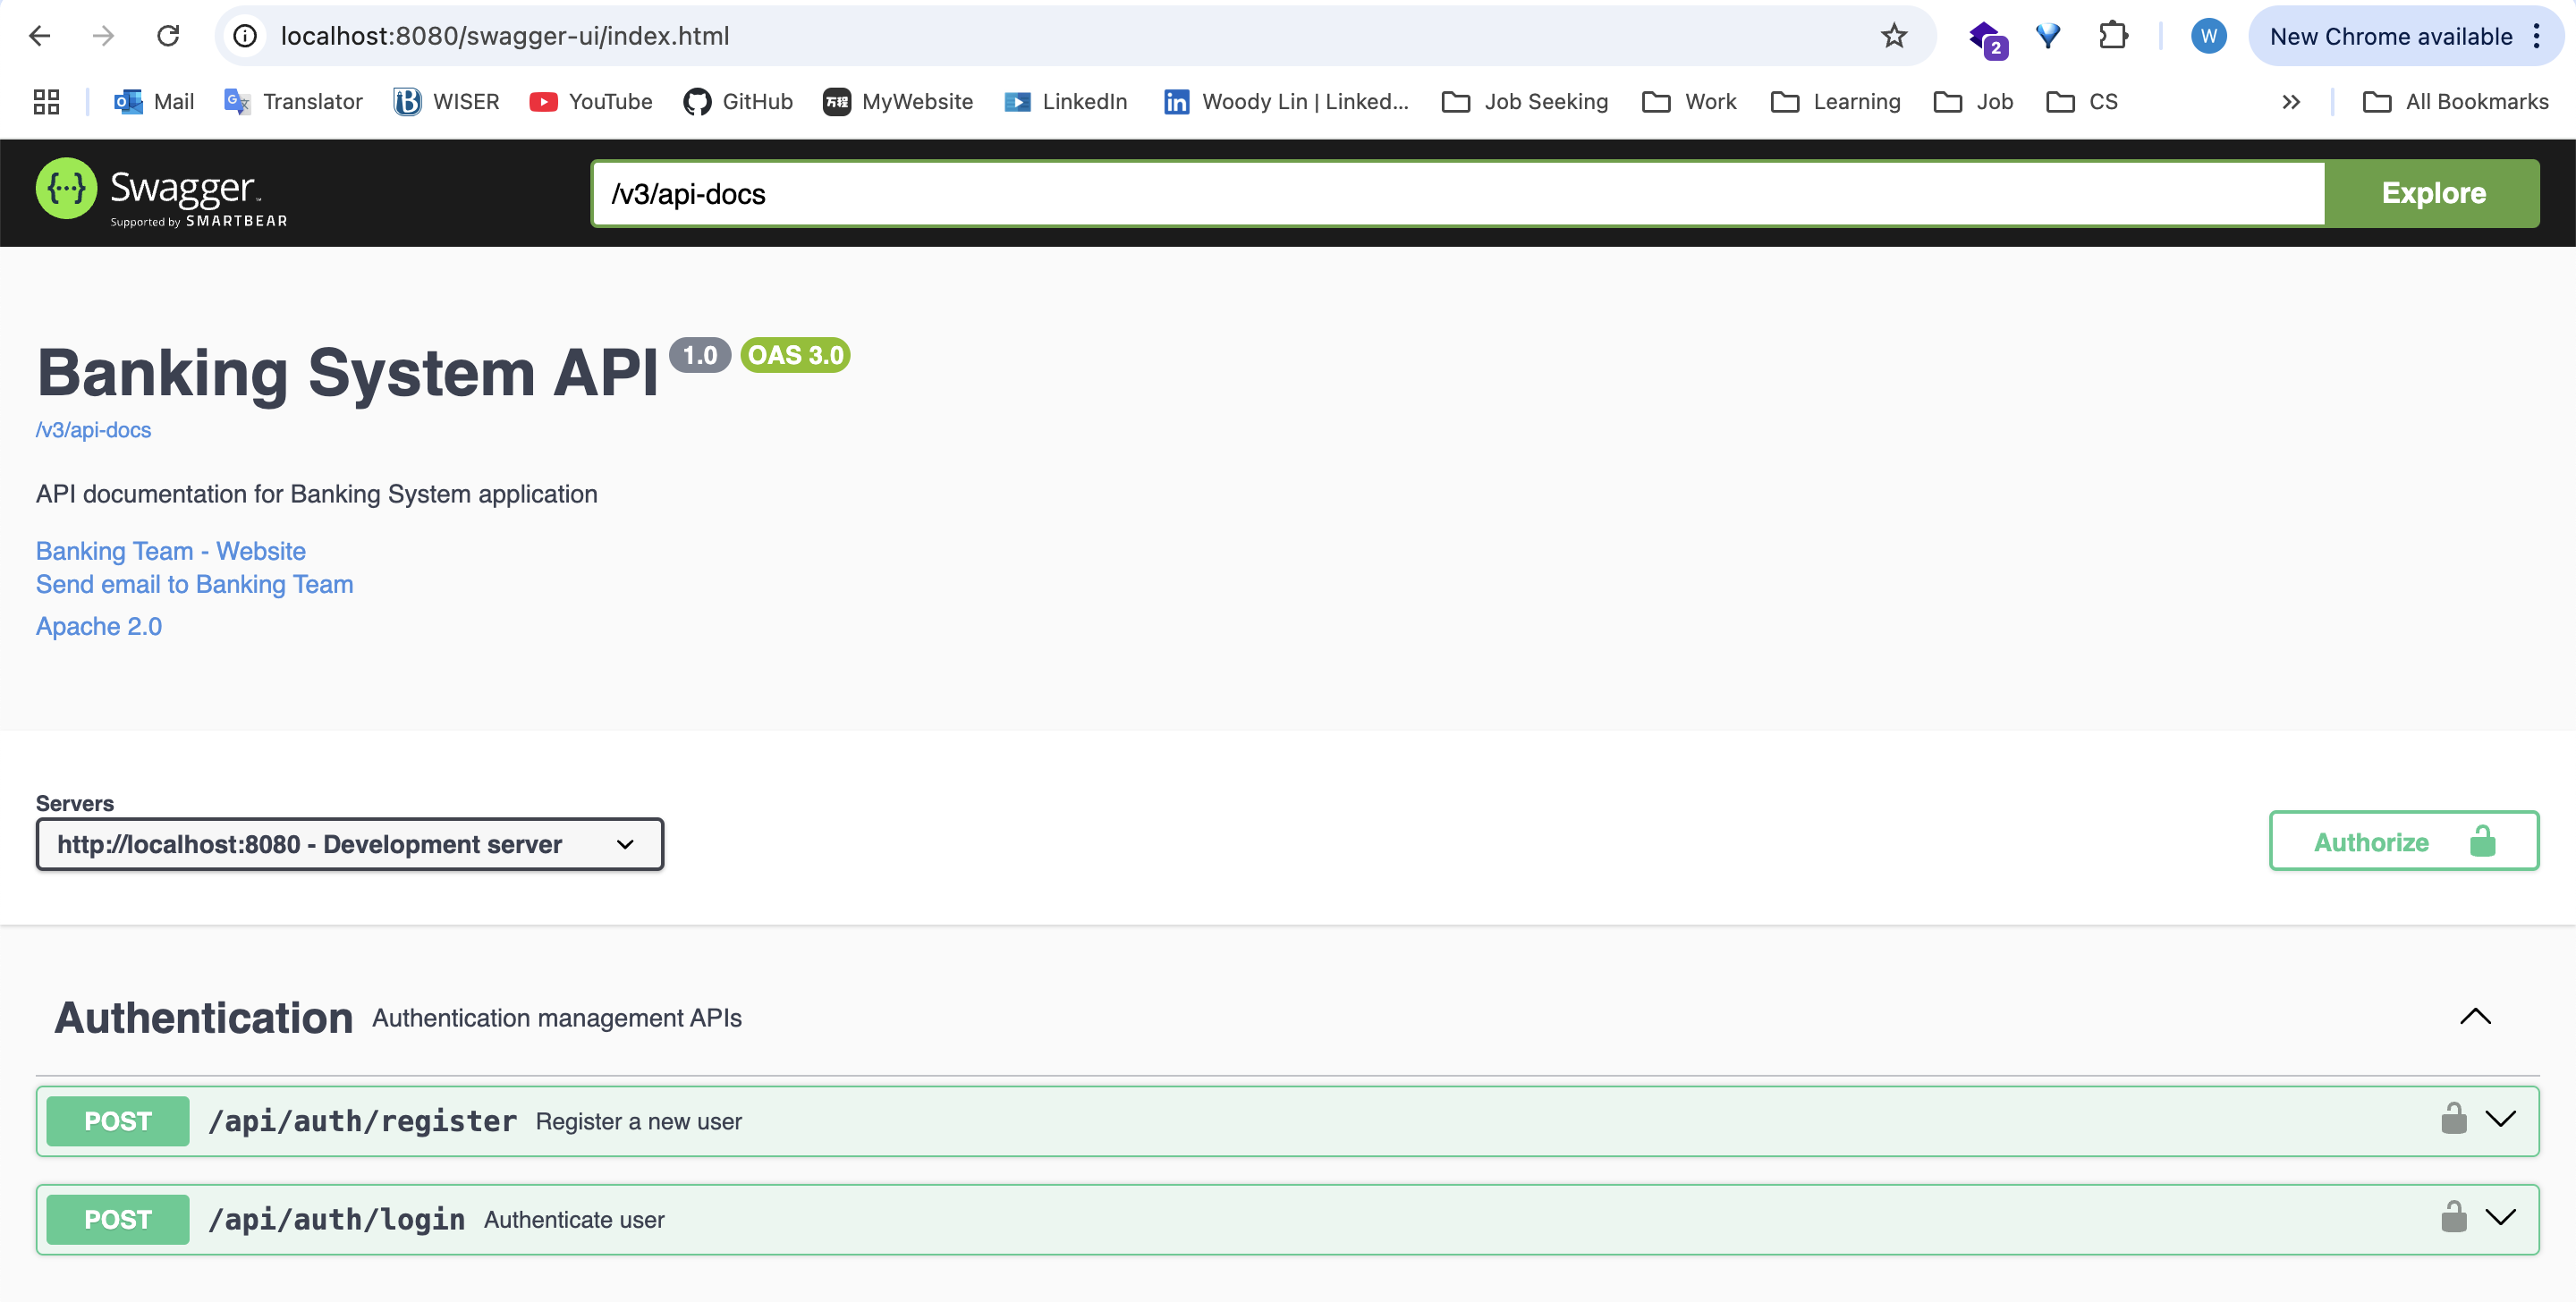 localhost:8080/swagger-ui/index.html
2
W
New Chrome available
Mail
Translator
WISER
YouTube
GitHub
万程 MyWebsite
LinkedIn
Woody Lin | Linked...
Job Seeking
Work
Learning
Job
CS
All Bookmarks
Swagger
Supported by SMARTBEAR
/v3/api-docs
Explore
Banking System API 1.0 OAS 3.0
/v3/api-docs
API documentation for Banking System application
Banking Team - Website
Send email to Banking Team
Apache 2.0
Servers
http://localhost:8080 - Development server
Authorize
Authentication Authentication management APIs
POST /api/auth/register Register a new user
POST /api/auth/login Authenticate user